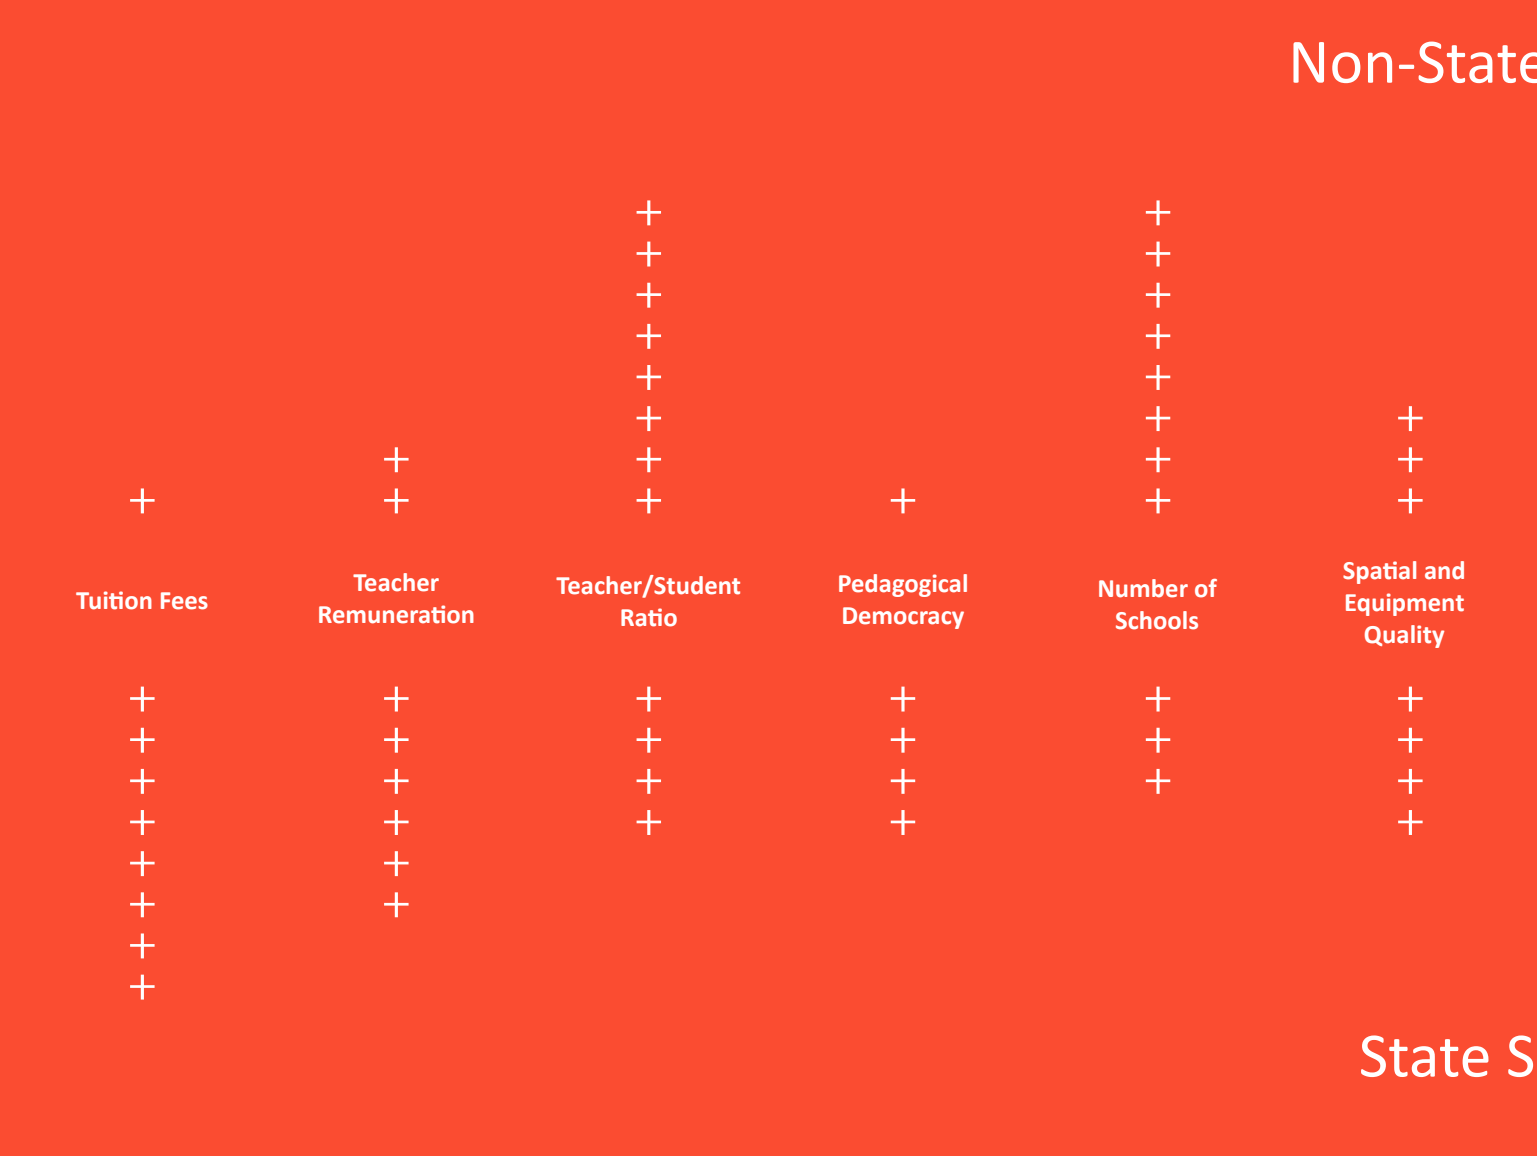 Non-State
Tuition Fees
Teacher
Remuneration
Teacher/Student
Ratio
Pedagogical
Democracy
Number of
Schools
Spatial and
Equipment
Quality
State S